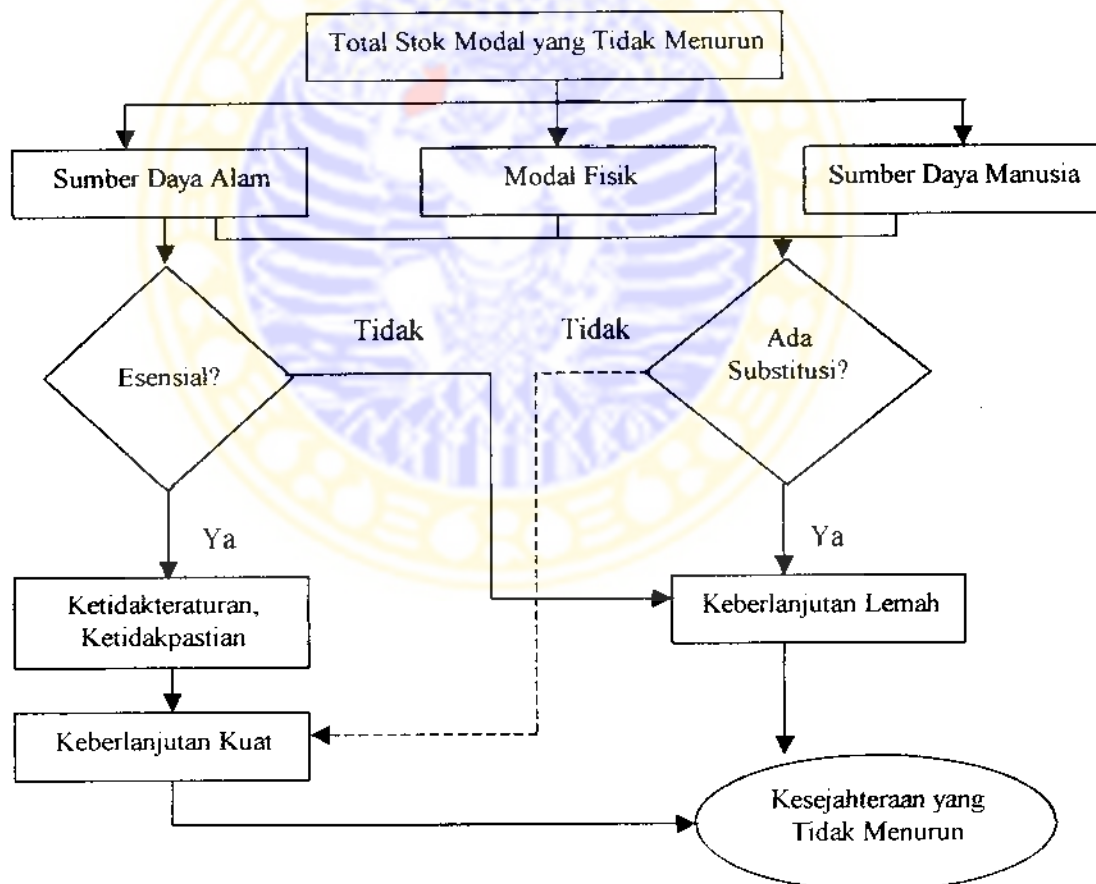 Total Stok Modal yang Tidak Menurun
Sumber Daya Alam
Modal Fisik
Sumber Daya Manusia
Esensial?
Tidak
Tidak
Ada
Substitusi?
Ya
Ya
Ketidakteraturan,
Ketidakpastian
Keberlanjutan Lemah
Keberlanjutan Kuat
Kesejahteraan yang
Tidak Menurun